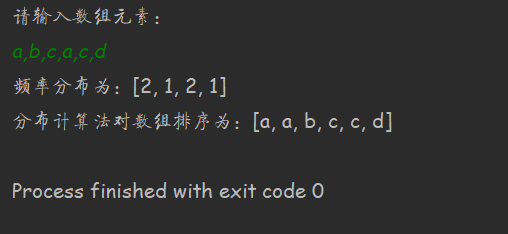 请输入数组元素：
a,b,c,a,c,d
频率分布为：[2, 1, 2, 1]
分布计算法对数组排序为：[a, a, b, c, c, d]
Process finished with exit code 0